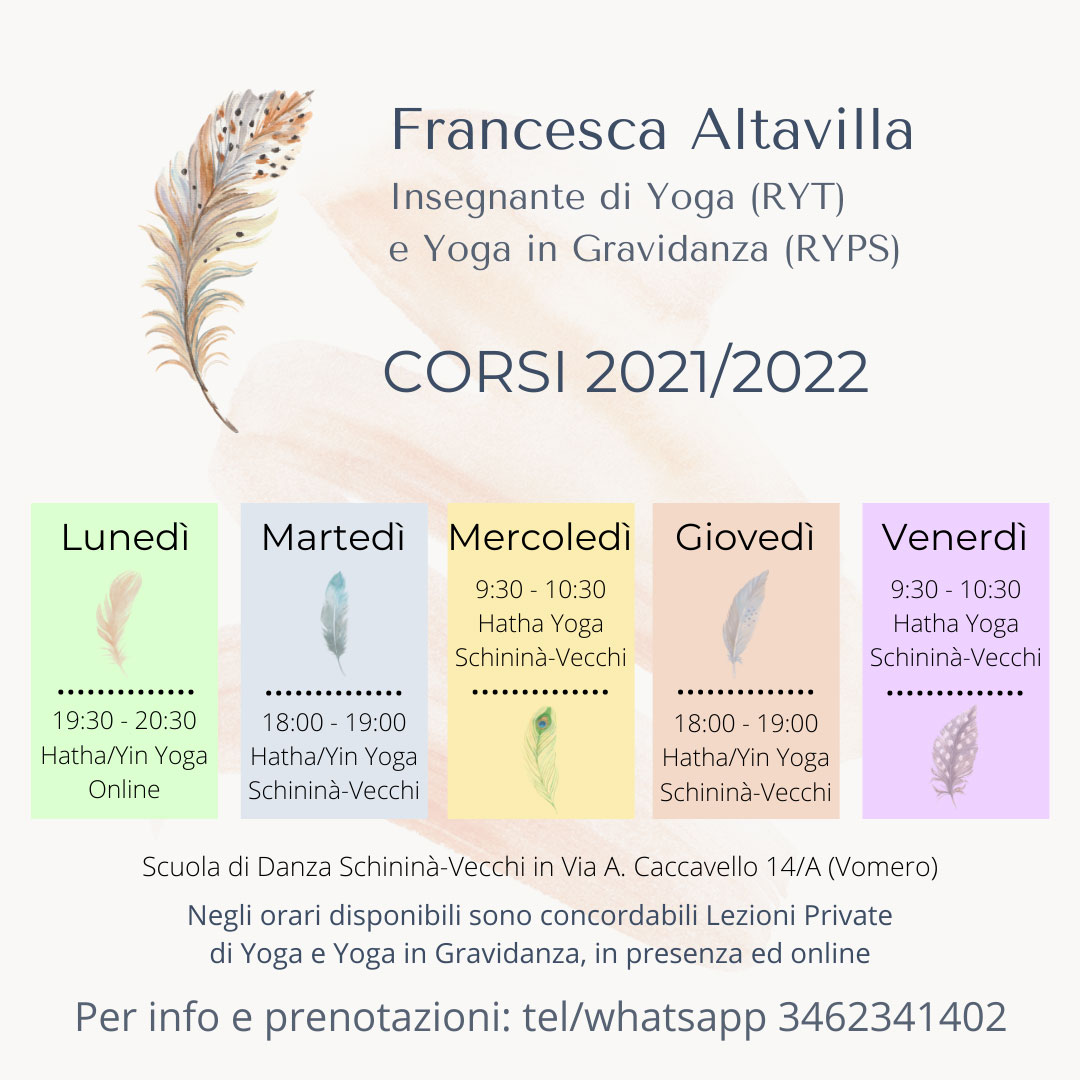 Francesca Altavilla
Insegnante di Yoga (RYT)
e Yoga in Gravidanza (RYPS)
CORSI 2021/2022
Lunedì
19:30 - 20:30
Hatha/Yin Yoga
Online
Martedì
18:00 - 19:00
Hatha/Yin Yoga
Schininà-Vecchi
Mercoledì
9:30 - 10:30
Hatha Yoga
Schininà-Vecchi
Giovedì
18:00 - 19:00
Hatha/Yin Yoga
Schininà-Vecchi
Venerdì
9:30 - 10:30
Hatha Yoga
Schininà-Vecchi
Scuola di Danza Schininà-Vecchi in Via A. Caccavello 14/A (Vomero)
Negli orari disponibili sono concordabili Lezioni Private
di Yoga e Yoga in Gravidanza, in presenza ed online
Per info e prenotazioni: tel/whatsapp 3462341402